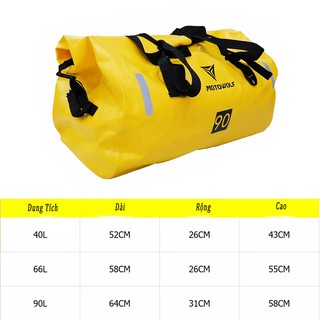 MOTOWOLF
90
Dung Tích Dài Rộng Cao
40L 52CM 26CM 43CM
66L 58CM 26CM 55CM
90L 64CM 31CM 58CM